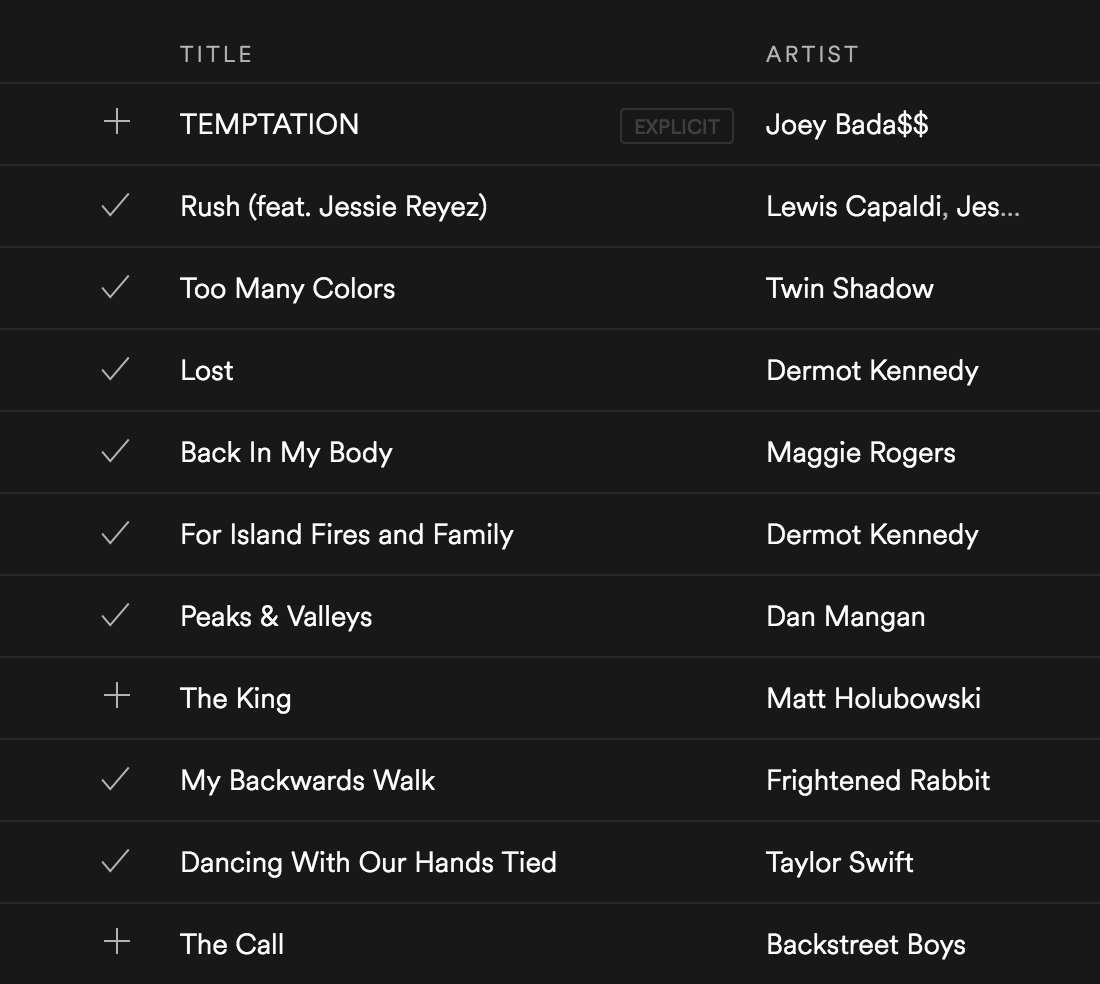 TITLE ARTIST
TEMPTATION EXPLICIT Joey Bada$$
Rush (feat. Jessie Reyez) Lewis Capaldi, Jes...
Too Many Colors Twin Shadow
Lost Dermot Kennedy
Back In My Body Maggie Rogers
For Island Fires and Family Dermot Kennedy
Peaks & Valleys Dan Mangan
The King Matt Holubowski
My Backwards Walk Frightened Rabbit
Dancing With Our Hands Tied Taylor Swift
The Call Backstreet Boys